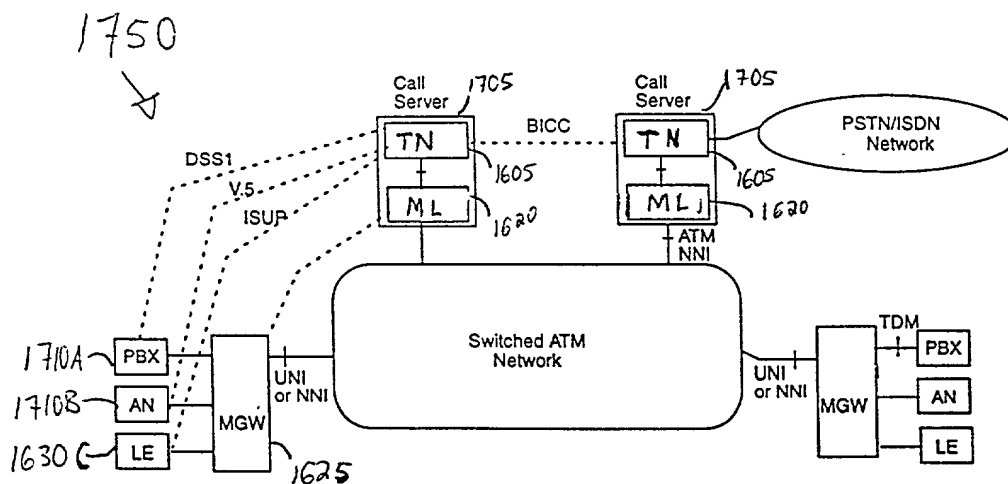 1750
Call Server
1705
TN
1605
ML
1620
BICC
Call Server
1705
TN
1605
ML
1620
PSTN/ISDN Network
DSS1
V.5
ISUP
ATM NNI
Switched ATM Network
1710A
PBX
1710B
AN
1630C
LE
MGW
1625
UNI or NNI
UNI or NNI
MGW
TDM
PBX
AN
LE